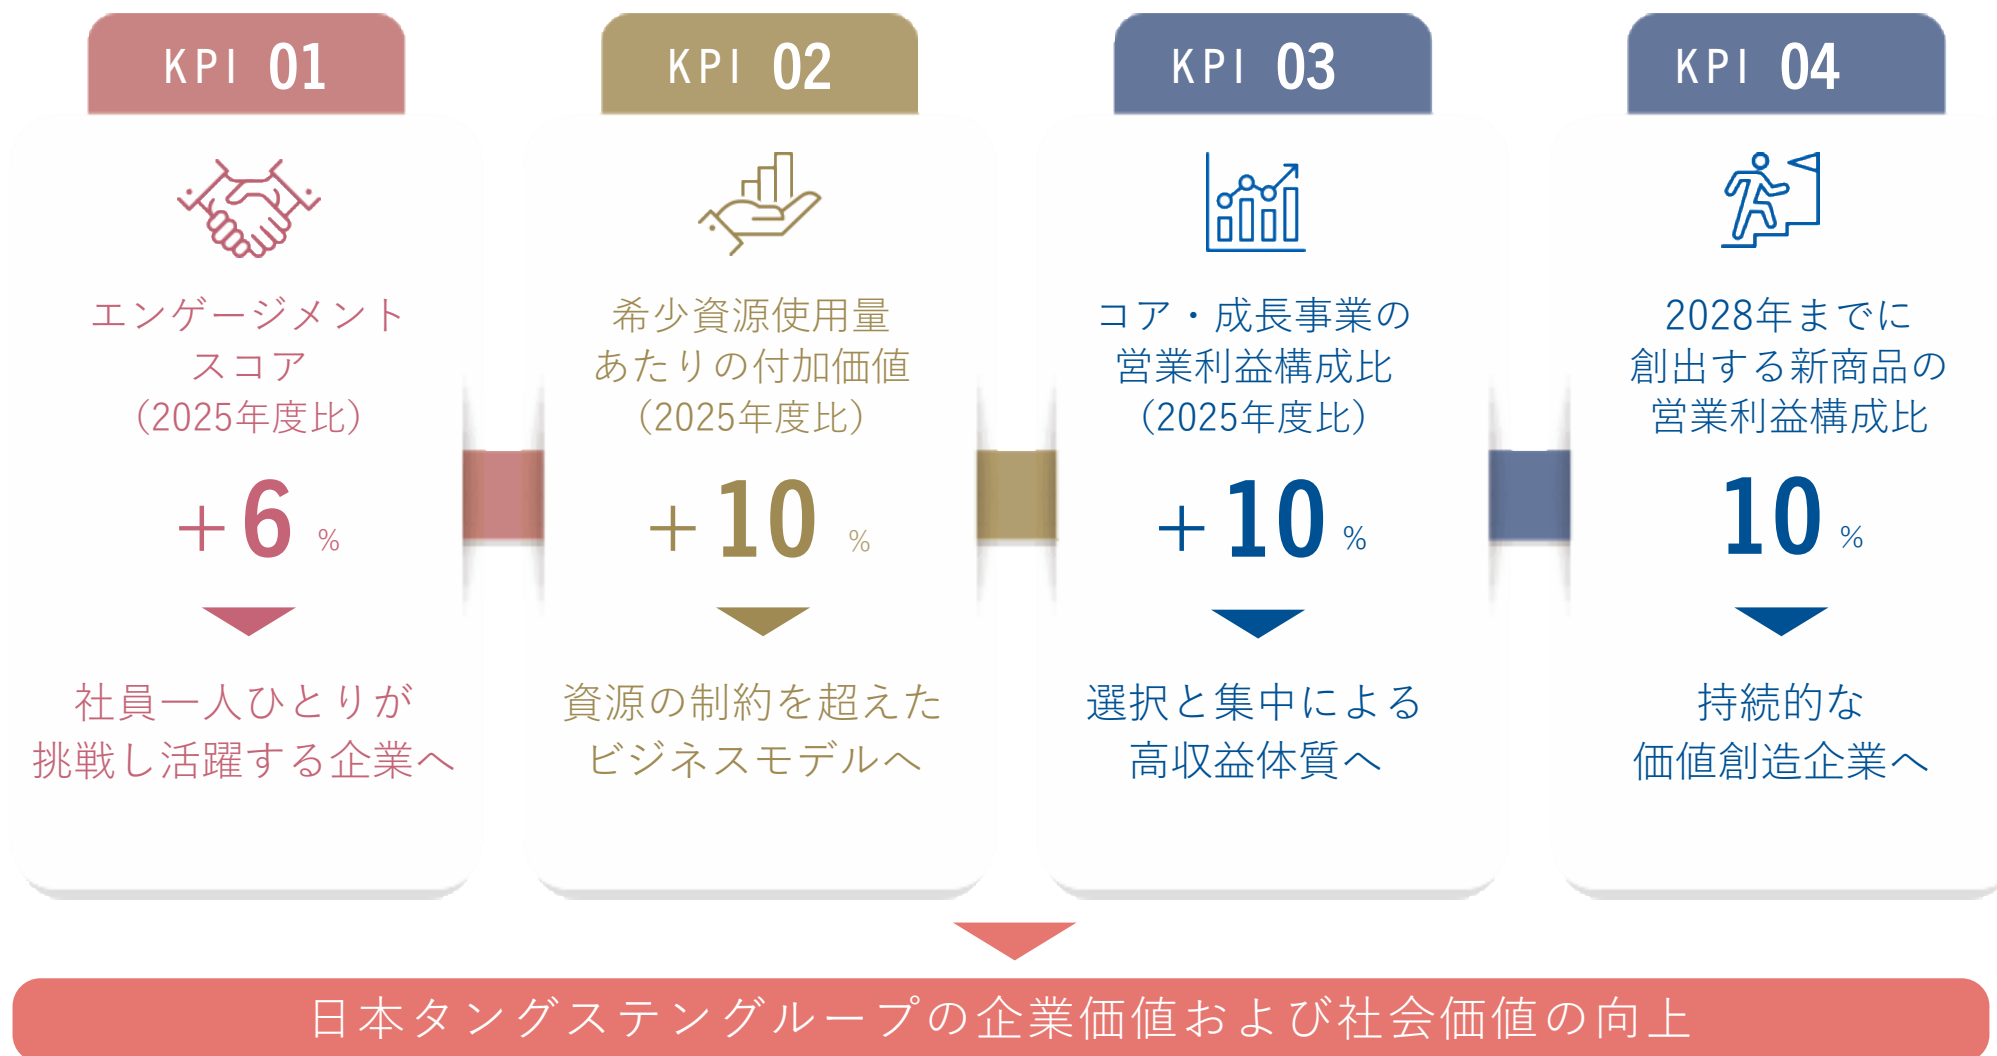 KPI 01
エンゲージメント
スコア
（2025年度比）
+6 %
社員一人ひとりが
挑戦し活躍する企業へ
KPI 02
希少資源使用量
あたりの付加価値
（2025年度比）
+10 %
資源の制約を超えた
ビジネスモデルへ
KPI 03
コア・成長事業の
営業利益構成比
（2025年度比）
+10 %
選択と集中による
高収益体質へ
KPI 04
2028年までに
創出する新商品の
営業利益構成比
10 %
持続的な
価値創造企業へ
日本タングステングループの企業価値および社会価値の向上